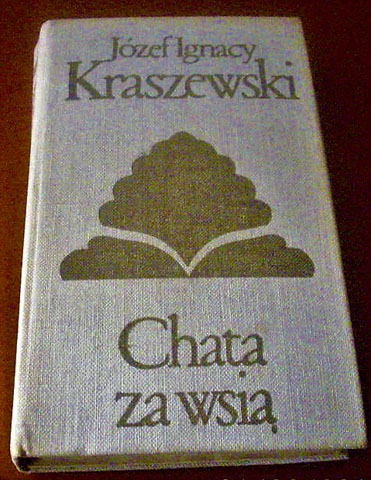 Józef Ignacy
Kraszewski
Chata
za wsią